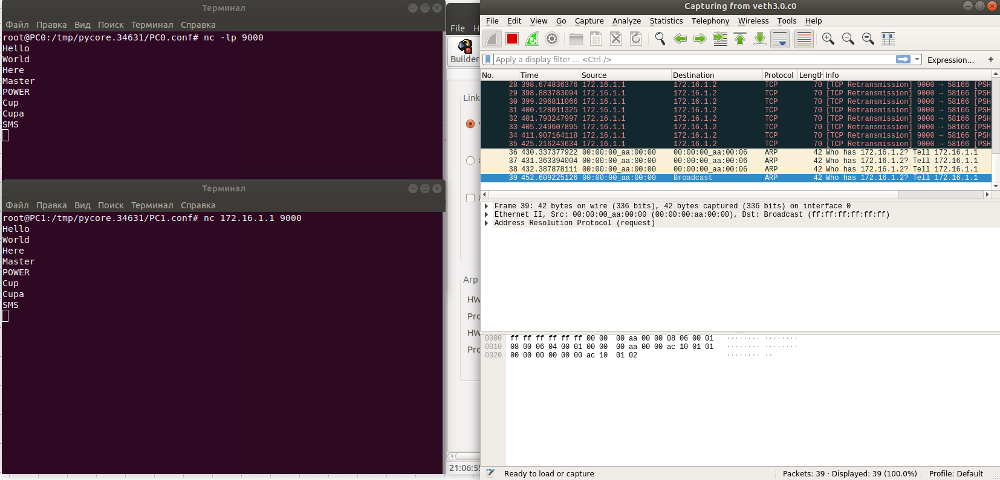 Терминал
Файл Правка Вид Поиск Терминал Справка
root@PC0:/tmp/pycore.34631/PC0.conf# nc -lp 9000
Hello
World
Here
Master
POWER
Cup
Cupa
SMS
Терминал
Файл Правка Вид Поиск Терминал Справка
root@PC1:/tmp/pycore.34631/PC1.conf# nc 172.16.1.1 9000
Hello
World
Here
Master
POWER
Cup
Cupa
SMS
File H
Builder
Link
Arp
HW
Pro
HW
Pro
21:06:55
Capturing from veth3.0.c0
File Edit View Go Capture Analyze Statistics Telephony Wireless Tools Help
Apply a display filter ... <Ctrl-/> Expression... +
No. Time Source Destination Protocol Length Info
28 398.674836376 172.16.1.1 172.16.1.2 TCP 70 [TCP Retransmission] 9000 → 58166 [PSH
29 398.883783094 172.16.1.1 172.16.1.2 TCP 70 [TCP Retransmission] 9000 → 58166 [PSH
30 399.296811066 172.16.1.1 172.16.1.2 TCP 70 [TCP Retransmission] 9000 → 58166 [PSH
31 400.128011325 172.16.1.1 172.16.1.2 TCP 70 [TCP Retransmission] 9000 → 58166 [PSH
32 401.793247997 172.16.1.1 172.16.1.2 TCP 70 [TCP Retransmission] 9000 → 58166 [PSH
33 405.249607895 172.16.1.1 172.16.1.2 TCP 70 [TCP Retransmission] 9000 → 58166 [PSH
34 411.907164118 172.16.1.1 172.16.1.2 TCP 70 [TCP Retransmission] 9000 → 58166 [PSH
35 425.216243634 172.16.1.1 172.16.1.2 TCP 70 [TCP Retransmission] 9000 → 58166 [PSH
36 430.337377922 00:00:00_aa:00:00 00:00:00_aa:00:06 ARP 42 Who has 172.16.1.2? Tell 172.16.1.1
37 431.363394004 00:00:00_aa:00:00 00:00:00_aa:00:06 ARP 42 Who has 172.16.1.2? Tell 172.16.1.1
38 432.387878111 00:00:00_aa:00:00 00:00:00_aa:00:06 ARP 42 Who has 172.16.1.2? Tell 172.16.1.1
39 452.609225126 00:00:00_aa:00:00 Broadcast ARP 42 Who has 172.16.1.2? Tell 172.16.1.1
Frame 39: 42 bytes on wire (336 bits), 42 bytes captured (336 bits) on interface 0
Ethernet II, Src: 00:00:00_aa:00:00 (00:00:00:aa:00:00), Dst: Broadcast (ff:ff:ff:ff:ff:ff)
Address Resolution Protocol (request)
0000 ff ff ff ff ff ff 00 00 00 aa 00 00 08 06 00 01 ········ ········
0010 08 00 06 04 00 01 00 00 00 aa 00 00 ac 10 01 01 ········ ········
0020 00 00 00 00 00 00 ac 10 01 02 ········ ··
Ready to load or capture Packets: 39 · Displayed: 39 (100.0%) Profile: Default